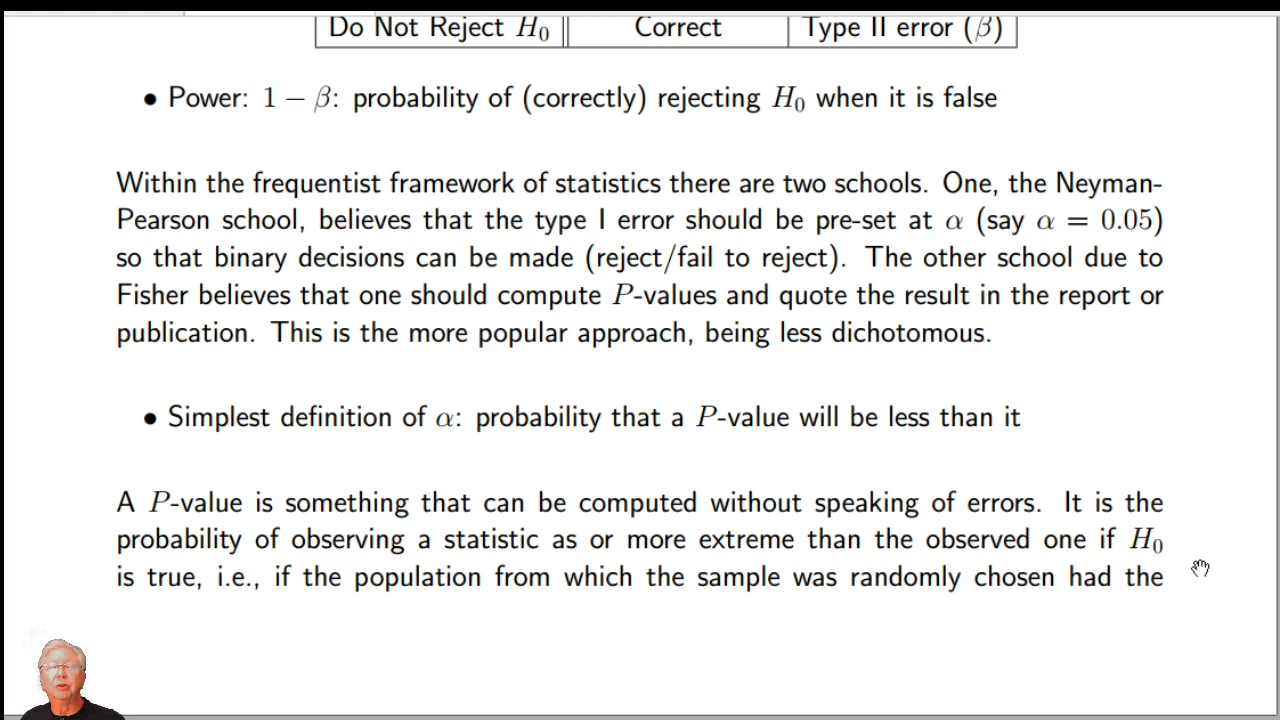 Do Not Reject H₀ Correct Type II error (β)
• Power: 1 − β: probability of (correctly) rejecting H₀ when it is false
Within the frequentist framework of statistics there are two schools. One, the Neyman-
Pearson school, believes that the type I error should be pre-set at α (say α = 0.05)
so that binary decisions can be made (reject/fail to reject). The other school due to
Fisher believes that one should compute P-values and quote the result in the report or
publication. This is the more popular approach, being less dichotomous.
• Simplest definition of α: probability that a P-value will be less than it
A P-value is something that can be computed without speaking of errors. It is the
probability of observing a statistic as or more extreme than the observed one if H₀
is true, i.e., if the population from which the sample was randomly chosen had the